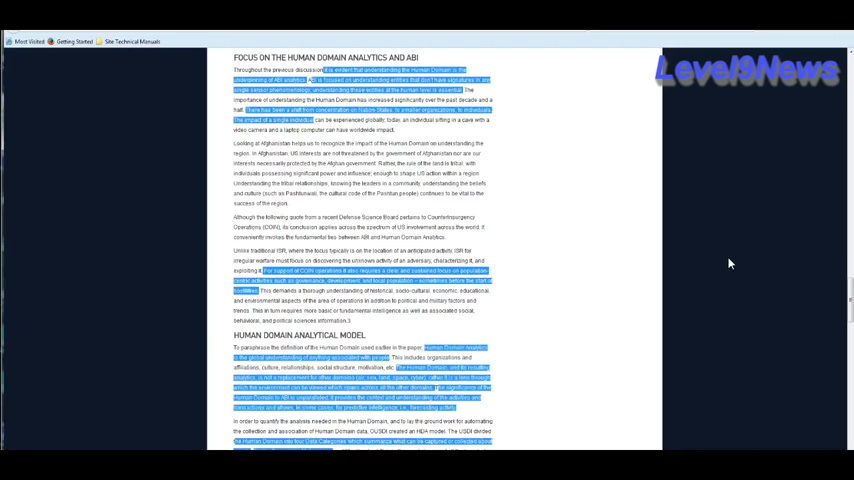 Most Visited Getting Started Site Technical Manuals
Level9News
FOCUS ON THE HUMAN DOMAIN ANALYTICS AND ABI
Throughout the previous discussion, it is evident that understanding the Human Domain is the
underpinning of ABI analytics. ABI is focused on understanding entities that don't have signatures in any
single sensor phenomenology; understanding these entities at the human level is essential. The
importance of understanding the Human Domain has increased significantly over the past decade and a
half. There has been a shift from concentration on Nation-States, to smaller organizations, to individuals.
The impact of a single individual can be experienced globally; today, an individual sitting in a cave with a
video camera and a laptop computer can have worldwide impact.
Looking at Afghanistan helps us to recognize the impact of the Human Domain on understanding the
region. In Afghanistan, US interests are not threatened by the government of Afghanistan nor are our
interests necessarily protected by the Afghan government. Rather, the rule of the land is tribal, with
individuals possessing significant power and influence; enough to shape US action within a region.
Understanding the tribal relationships, knowing the leaders in a community, understanding the beliefs
and culture (such as Pashtunwali, the cultural code of the Pashtun people) continues to be vital to the
success of the region.
Although the following quote from a recent Defense Science Board pertains to Counterinsurgency
Operations (COIN), its conclusion applies across the spectrum of US involvement across the world. It
conveniently invokes the fundamental ties between ABI and Human Domain Analytics.
Unlike traditional ISR, where the focus typically is on the location of an anticipated activity, ISR for
irregular warfare must focus on discovering the unknown activity of an adversary, characterizing it, and
exploiting it. For support of COIN operations it also requires a clear and sustained focus on population-
centric activities such as governance, development, and local population – sometimes before the start of
hostilities. This demands a thorough understanding of historical, socio-cultural, economic, educational,
and environmental aspects of the area of operations in addition to political and military factors and
trends. This in turn requires more basic or fundamental intelligence as well as associated social,
behavioral, and political sciences information.3
HUMAN DOMAIN ANALYTICAL MODEL
To paraphrase the definition of the Human Domain used earlier in the paper, Human Domain Analytics
is the global understanding of anything associated with people. This includes organizations and
affiliations, culture, relationships, social structure, motivation, etc. The Human Domain, and its resulting
analytics, is not a replacement for other domains (air, sea, land, space, cyber) rather it is a lens through
which the environment can be viewed which spans across all the other domains. The significance of the
Human Domain to ABI is unparalleled; it provides the context and understanding of the activities and
transactions and allows, in some cases, for predictive intelligence, i.e., forecasting activity.
In order to quantify the analysis needed in the Human Domain, and to lay the ground work for automating
the collection and association of Human Domain data, OUSDI created an HDA model. The USDI divided
the Human Domain into four Data Categories which summarize what can be captured or collected about